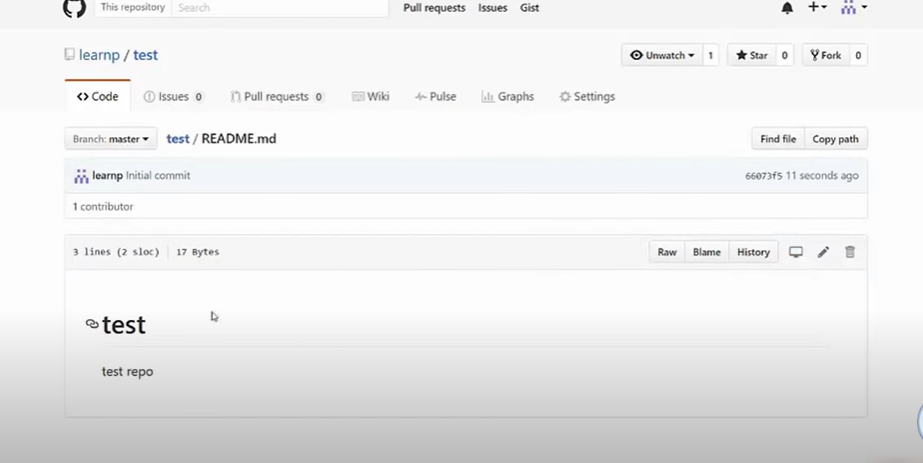 This repository Search Pull requests Issues Gist
learnp / test Unwatch 1 Star 0 Fork 0
Code Issues 0 Pull requests 0 Wiki Pulse Graphs Settings
Branch: master test / README.md Find file Copy path
learnp Initial commit 66073f5 11 seconds ago
1 contributor
3 lines (2 sloc) 17 Bytes Raw Blame History
test
test repo